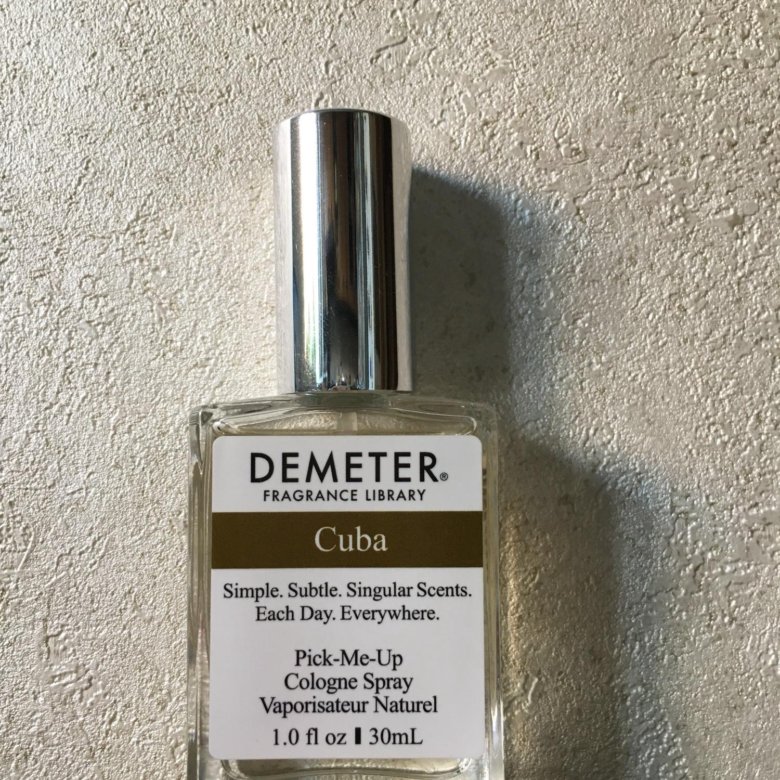 DEMETER®
FRAGRANCE LIBRARY
Cuba
Simple. Subtle. Singular Scents.
Each Day. Everywhere.
Pick-Me-Up
Cologne Spray
Vaporisateur Naturel
1.0 fl oz ❙ 30mL